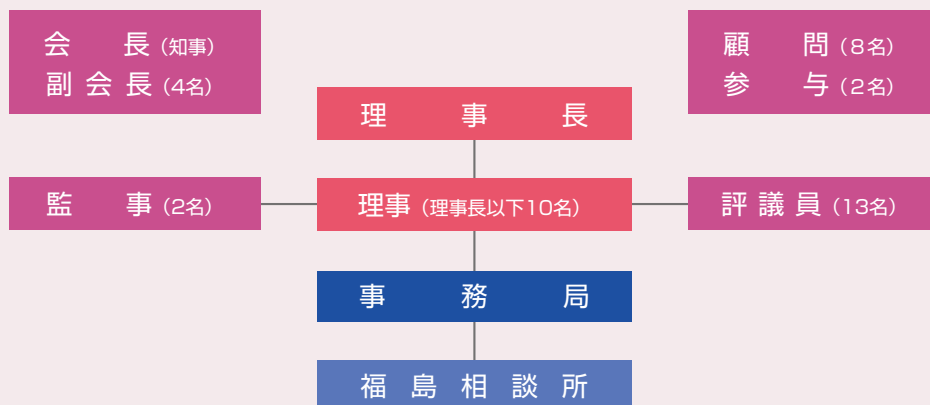 会長（知事）
副会長（4名）
顧問（8名）
参与（2名）
理事長
監事（2名）
理事（理事長以下10名）
評議員（13名）
事務局
福島相談所